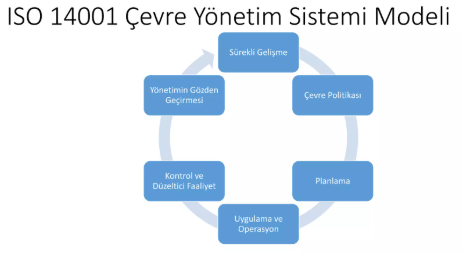 ISO 14001 Çevre Yönetim Sistemi Modeli
Sürekli Gelişme
Çevre Politikası
Planlama
Uygulama ve
Operasyon
Kontrol ve
Düzeltici Faaliyet
Yönetimin Gözden
Geçirmesi